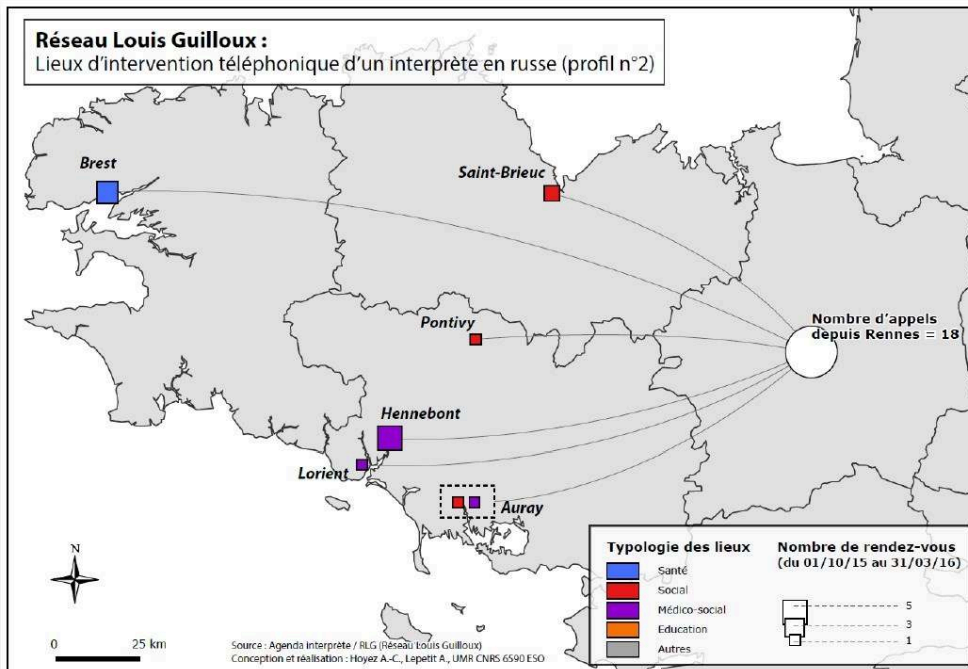 Réseau Louis Guilloux :
Lieux d'intervention téléphonique d'un interprète en russe (profil n°2)
Brest
Saint-Brieuc
Nombre d'appels
depuis Rennes = 18
Pontivy
Hennebont
Lorient
Auray
N
0 25 km
Source : Agenda interprète / RLG (Réseau Louis Guilloux)
Conception et réalisation : Hoyez A.-C., Lepetit A., UMR CNRS 6590 ESO
Typologie des lieux
Santé
Social
Médico-social
Education
Autres
Nombre de rendez-vous
(du 01/10/15 au 31/03/16)
5
3
1